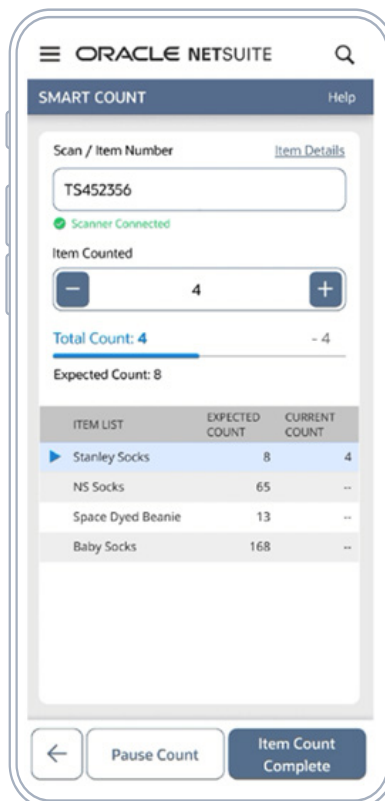 ORACLE NETSUITE
SMART COUNT Help
Scan / Item Number Item Details
TS452356
Scanner Connected
Item Counted
− 4 +
Total Count: 4 - 4
Expected Count: 8
ITEM LIST EXPECTED COUNT CURRENT COUNT
Stanley Socks 8 4
NS Socks 65 --
Space Dyed Beanie 13 --
Baby Socks 168 --
Pause Count Item Count Complete